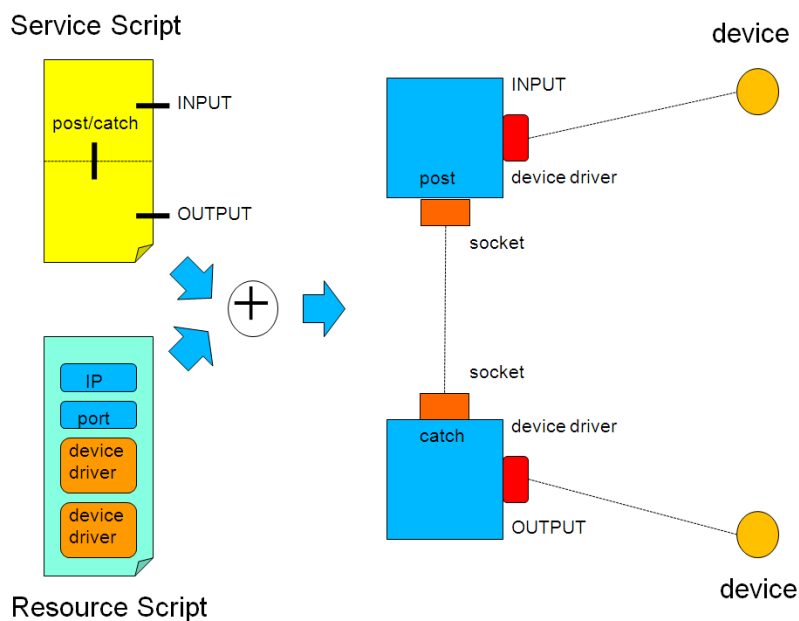 Service Script
INPUT
post/catch
OUTPUT
IP
port
device
driver
device
driver
Resource Script
device
INPUT
device driver
post
socket
socket
catch
device driver
OUTPUT
device